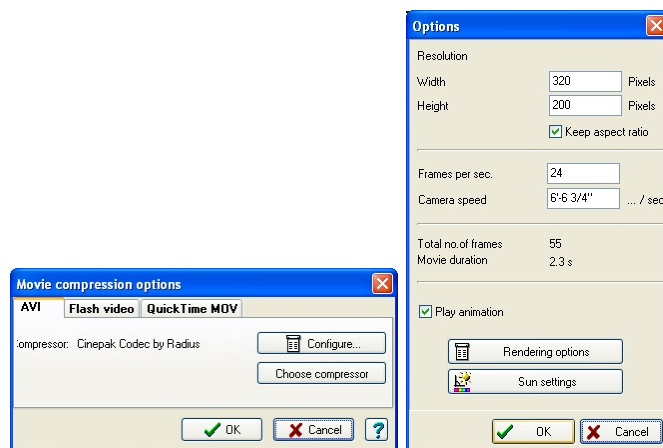 Options
Resolution
Width 320 Pixels
Height 200 Pixels
Keep aspect ratio
Frames per sec. 24
Camera speed 6'-6 3/4" ... / sec
Total no.of frames 55
Movie duration 2.3 s
Play animation
Rendering options
Sun settings
OK Cancel
Movie compression options
AVI Flash video QuickTime MOV
Compressor: Cinepak Codec by Radius Configure...
Choose compressor
OK Cancel ?